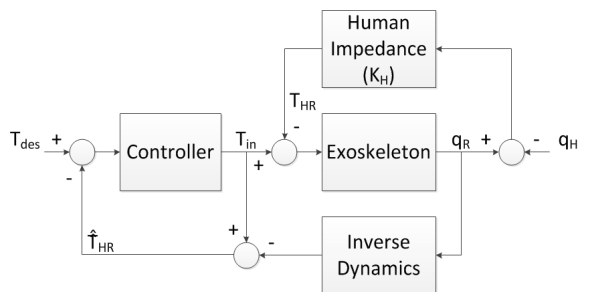 Human
Impedance
(K_H)
T_HR
-
T_des
+
Controller
T_in
+
Exoskeleton
q_R
+
-
q_H
-
+
T̂_HR
-
Inverse
Dynamics